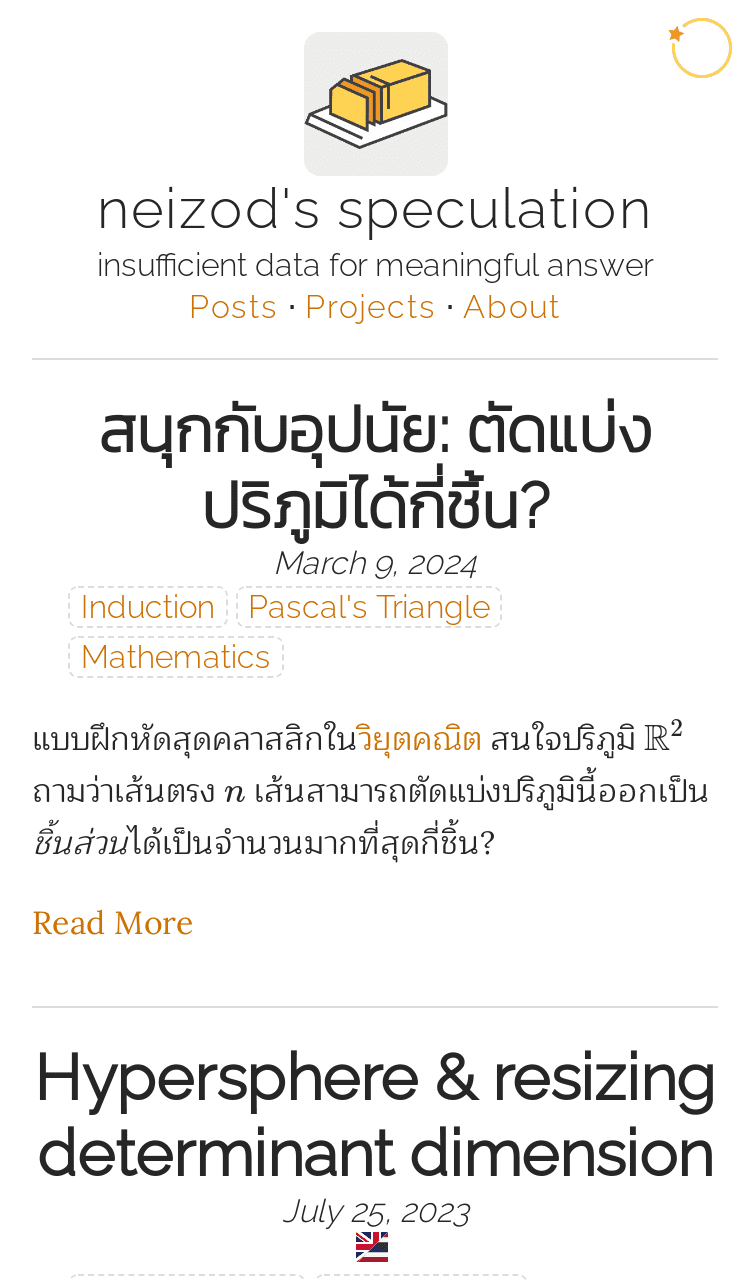 neizod's speculation
insufficient data for meaningful answer
Posts · Projects · About
สนุกกับอุปนัย: ตัดแบ่ง
ปริภูมิได้กี่ชิ้น?
March 9, 2024
Induction Pascal's Triangle
Mathematics
แบบฝึกหัดสุดคลาสสิกในวิยุตคณิต สนใจปริภูมิ ℝ²
ถามว่าเส้นตรง n เส้นสามารถตัดแบ่งปริภูมินี้ออกเป็น
ชิ้นส่วนได้เป็นจำนวนมากที่สุดกี่ชิ้น?
Read More
Hypersphere & resizing
determinant dimension
July 25, 2023